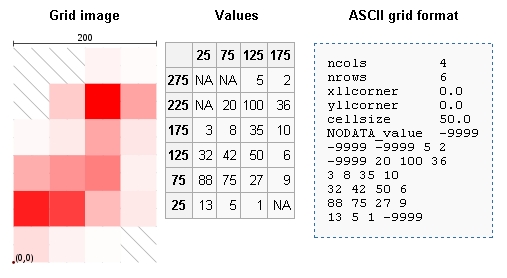 Grid image
200
(0,0)
Values
25 75 125 175
275 NA NA 5 2
225 NA 20 100 36
175 3 8 35 10
125 32 42 50 6
75 88 75 27 9
25 13 5 1 NA
ASCII grid format
ncols 4
nrows 6
xllcorner 0.0
yllcorner 0.0
cellsize 50.0
NODATA_value -9999
-9999 -9999 5 2
-9999 20 100 36
3 8 35 10
32 42 50 6
88 75 27 9
13 5 1 -9999